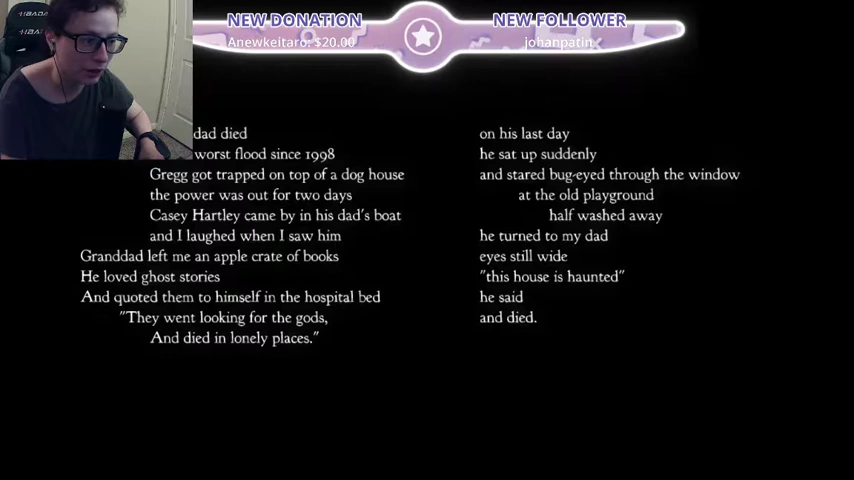 NEW DONATION
Anewkeitaro: $20.00
NEW FOLLOWER
johanpatin
HIBADA
dad died
worst flood since 1998
Gregg got trapped on top of a dog house
the power was out for two days
Casey Hartley came by in his dad's boat
and I laughed when I saw him
Granddad left me an apple crate of books
He loved ghost stories
And quoted them to himself in the hospital bed
"They went looking for the gods,
And died in lonely places."
on his last day
he sat up suddenly
and stared bug-eyed through the window
at the old playground
half washed away
he turned to my dad
eyes still wide
"this house is haunted"
he said
and died.